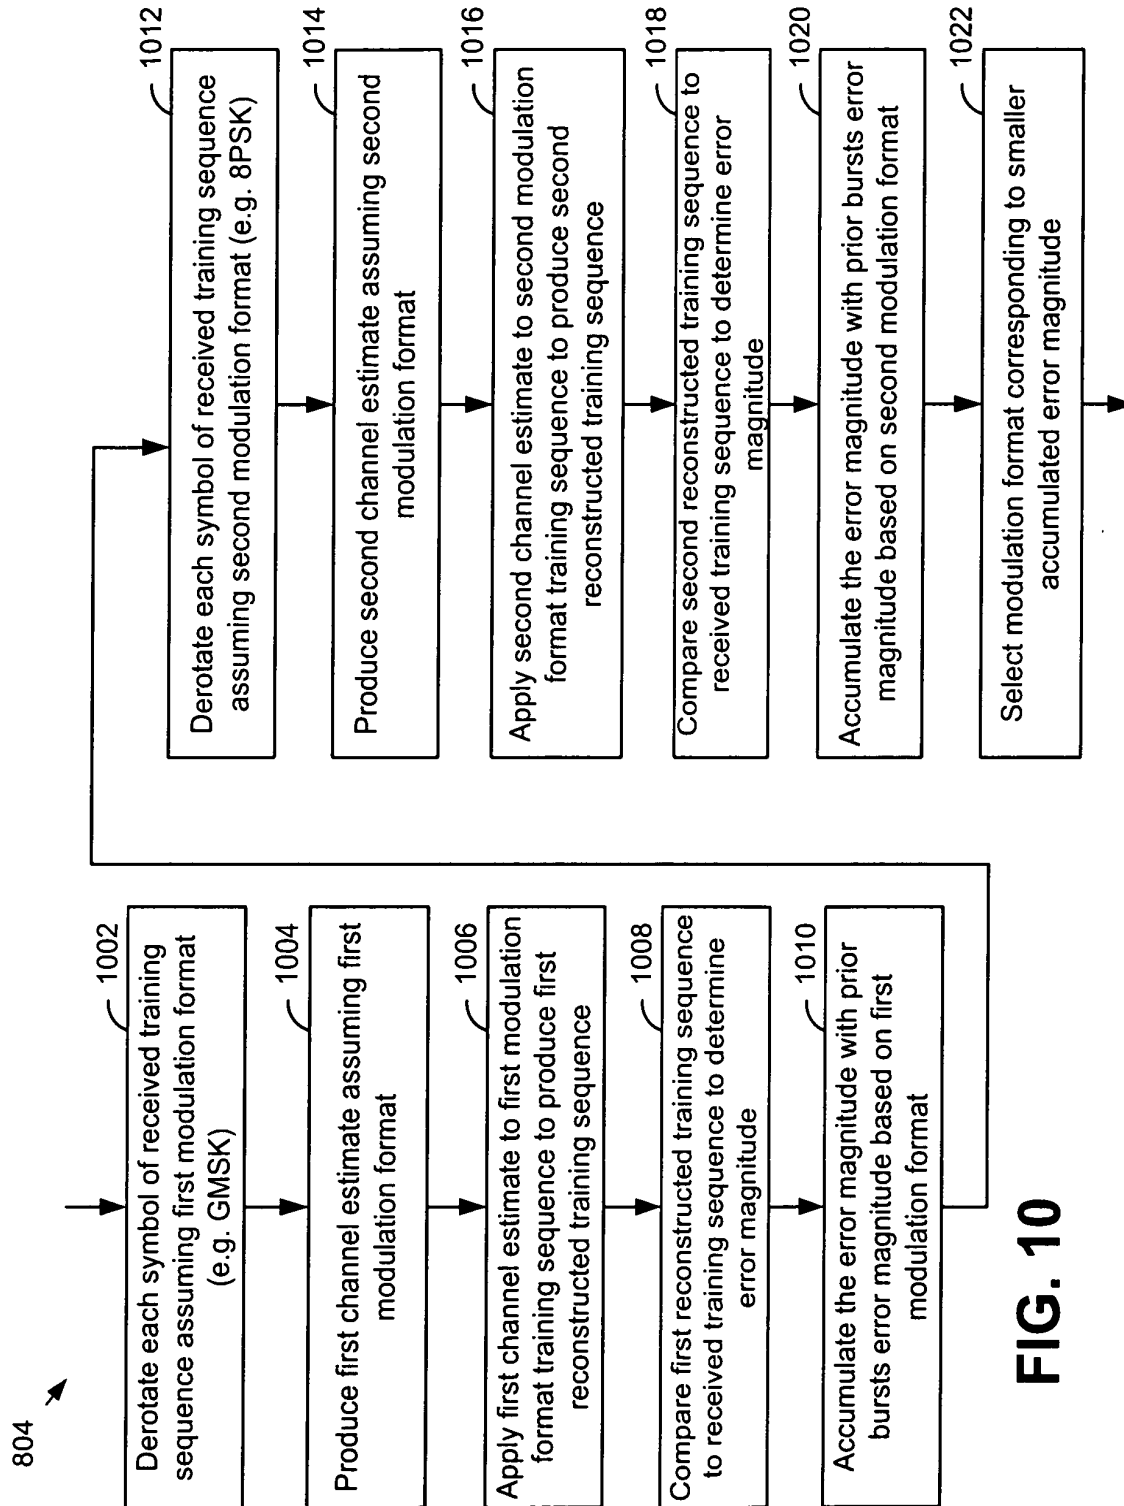 804
1002
Derotate each symbol of received training
sequence assuming first modulation format
(e.g. GMSK)
1004
Produce first channel estimate assuming first
modulation format
1006
Apply first channel estimate to first modulation
format training sequence to produce first
reconstructed training sequence
1008
Compare first reconstructed training sequence
to received training sequence to determine
error magnitude
1010
Accumulate the error magnitude with prior
bursts error magnitude based on first
modulation format
1012
Derotate each symbol of received training sequence
assuming second modulation format (e.g. 8PSK)
1014
Produce second channel estimate assuming second
modulation format
1016
Apply second channel estimate to second modulation
format training sequence to produce second
reconstructed training sequence
1018
Compare second reconstructed training sequence to
received training sequence to determine error
magnitude
1020
Accumulate the error magnitude with prior bursts error
magnitude based on second modulation format
1022
Select modulation format corresponding to smaller
accumulated error magnitude
FIG. 10